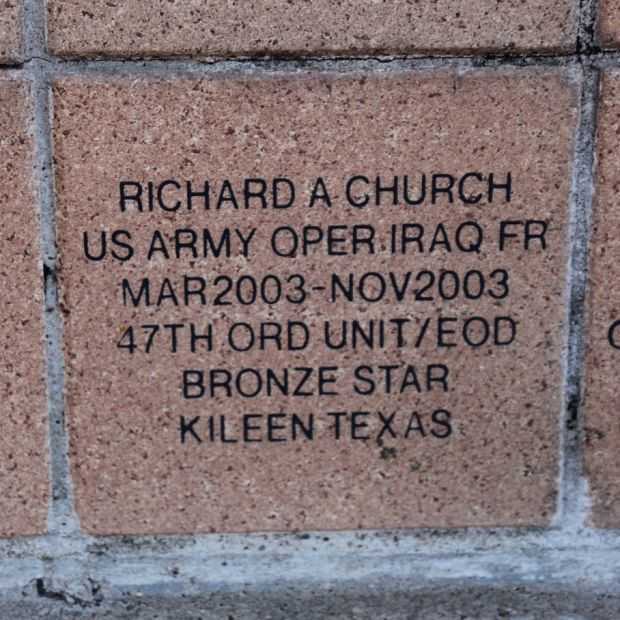 RICHARD A CHURCH
US ARMY OPER.IRAQ FR
MAR2003-NOV2003
47TH ORD UNIT/EOD
BRONZE STAR
KILEEN TEXAS